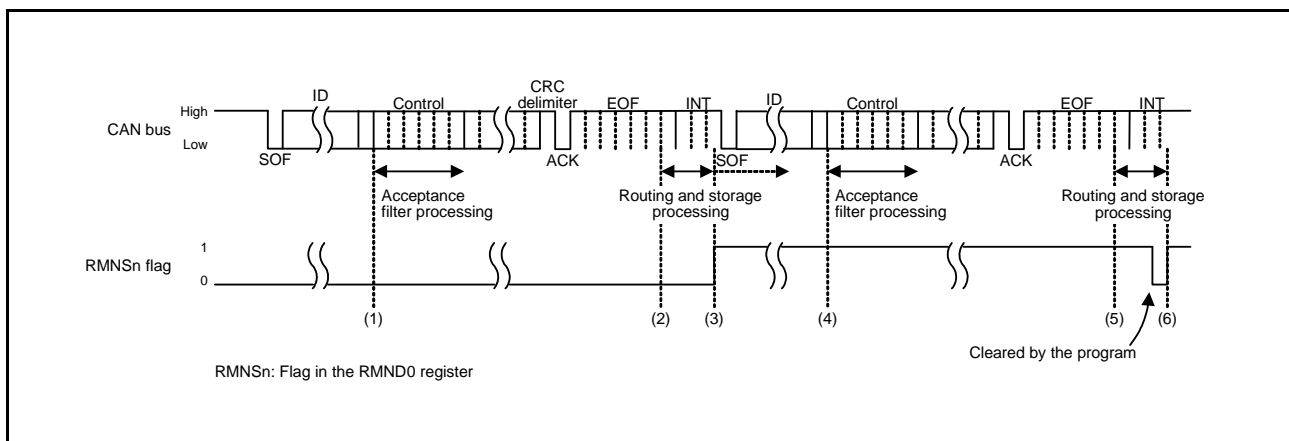 CRC
ID
Control
delimiter
EOF
INT
ID
Control
EOF
INT
High
CAN bus
Low
SOF
ACK
SOF
ACK
Acceptance
filter processing
Routing and storage
processing
Acceptance
filter processing
Routing and storage
processing
1
RMNSn flag
0
(1)
(2)
(3)
(4)
(5)
(6)
Cleared by the program
RMNSn: Flag in the RMND0 register